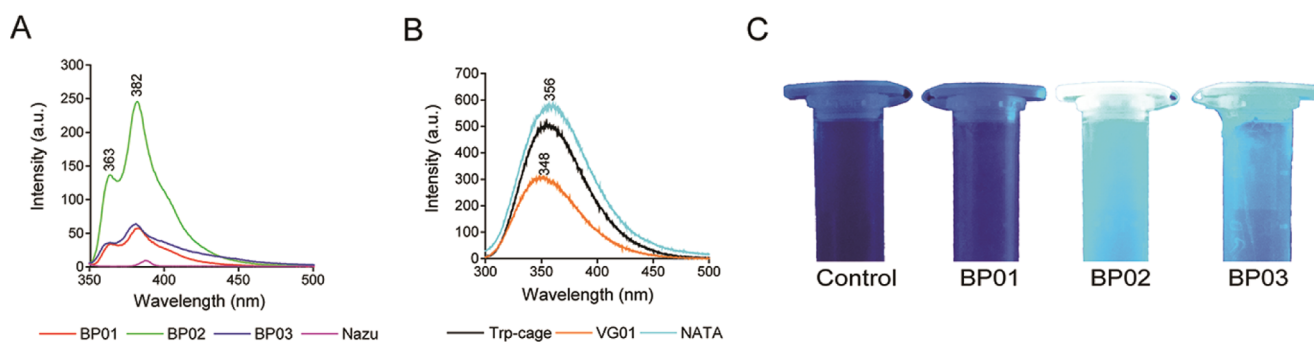 A
B
C
300
250
200
150
100
50
0
Intensity (a.u.)
363
382
350
400
450
500
Wavelength (nm)
BP01 BP02 BP03 Nazu
700
600
500
400
300
200
100
0
Intensity (a.u.)
356
348
300
350
400
450
500
Wavelength (nm)
Trp-cage VG01 NATA
Control BP01 BP02 BP03